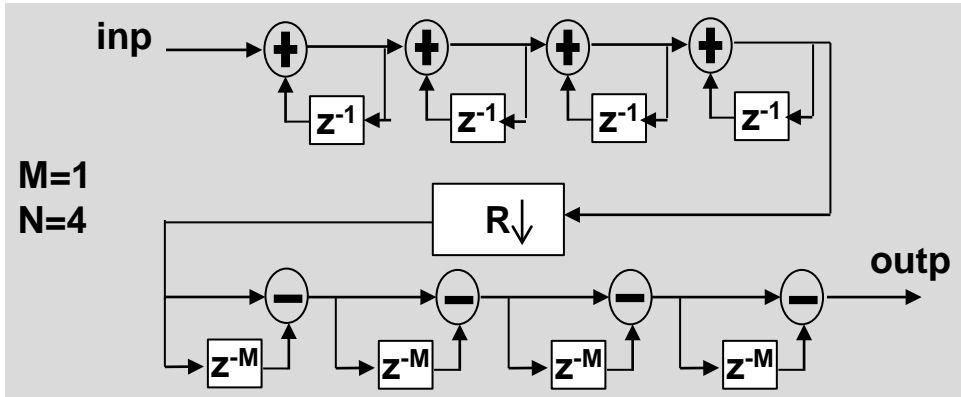 inp + + + +
z-1 z-1 z-1 z-1
M=1
N=4
R↓
outp
− − − −
z-M z-M z-M z-M